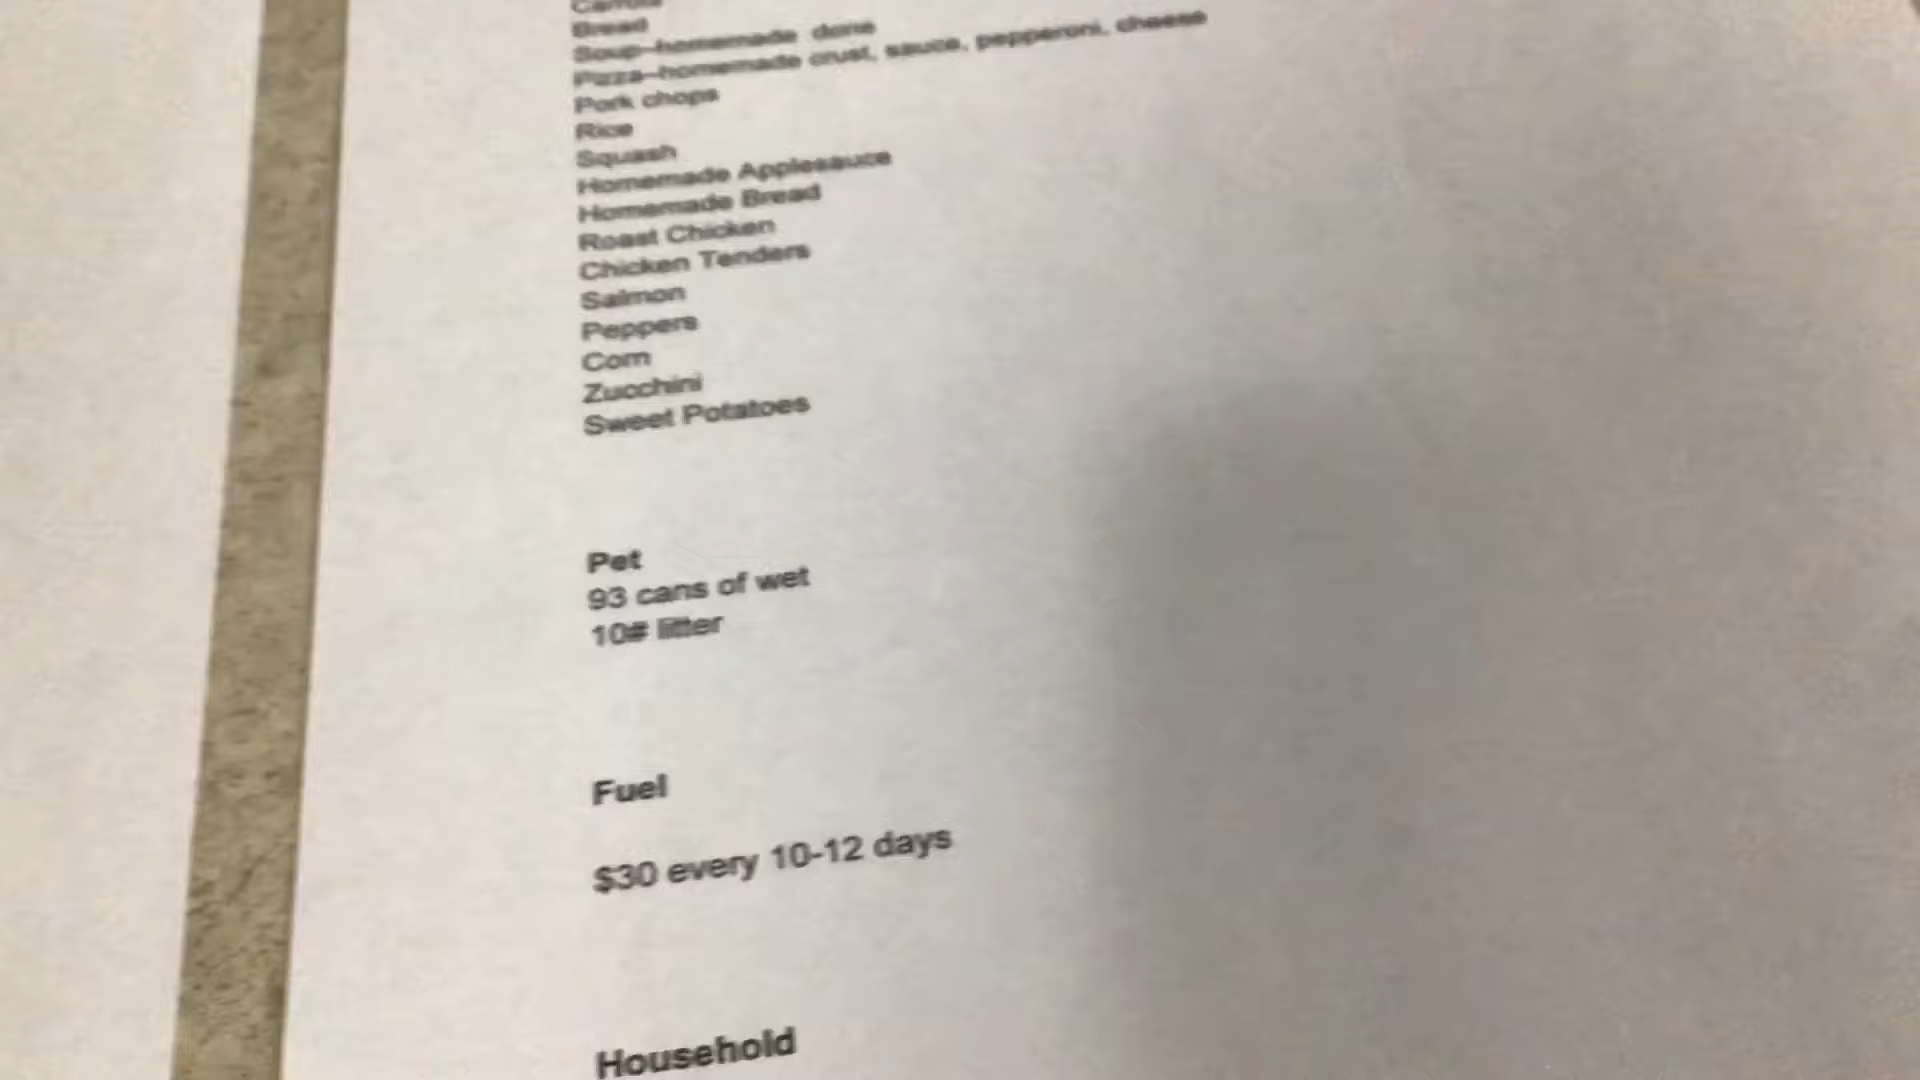 Carrots
Bread
Soup--homemade done
Pizza--homemade crust, sauce, pepperoni, cheese
Pork chops
Rice
Squash
Homemade Applesauce
Homemade Bread
Roast Chicken
Chicken Tenders
Salmon
Peppers
Corn
Zucchini
Sweet Potatoes
Pet
93 cans of wet
10# litter
Fuel
$30 every 10-12 days
Household